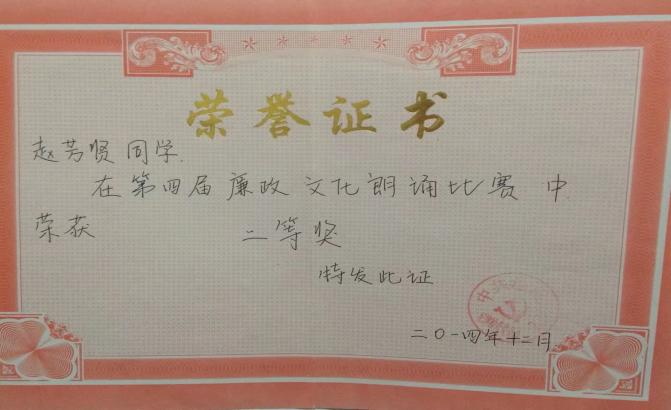 荣誉证书
赵芳贤同学
在第四届廉政文化朗诵比赛中
荣获 二等奖
特发此证
二〇一四年十二月